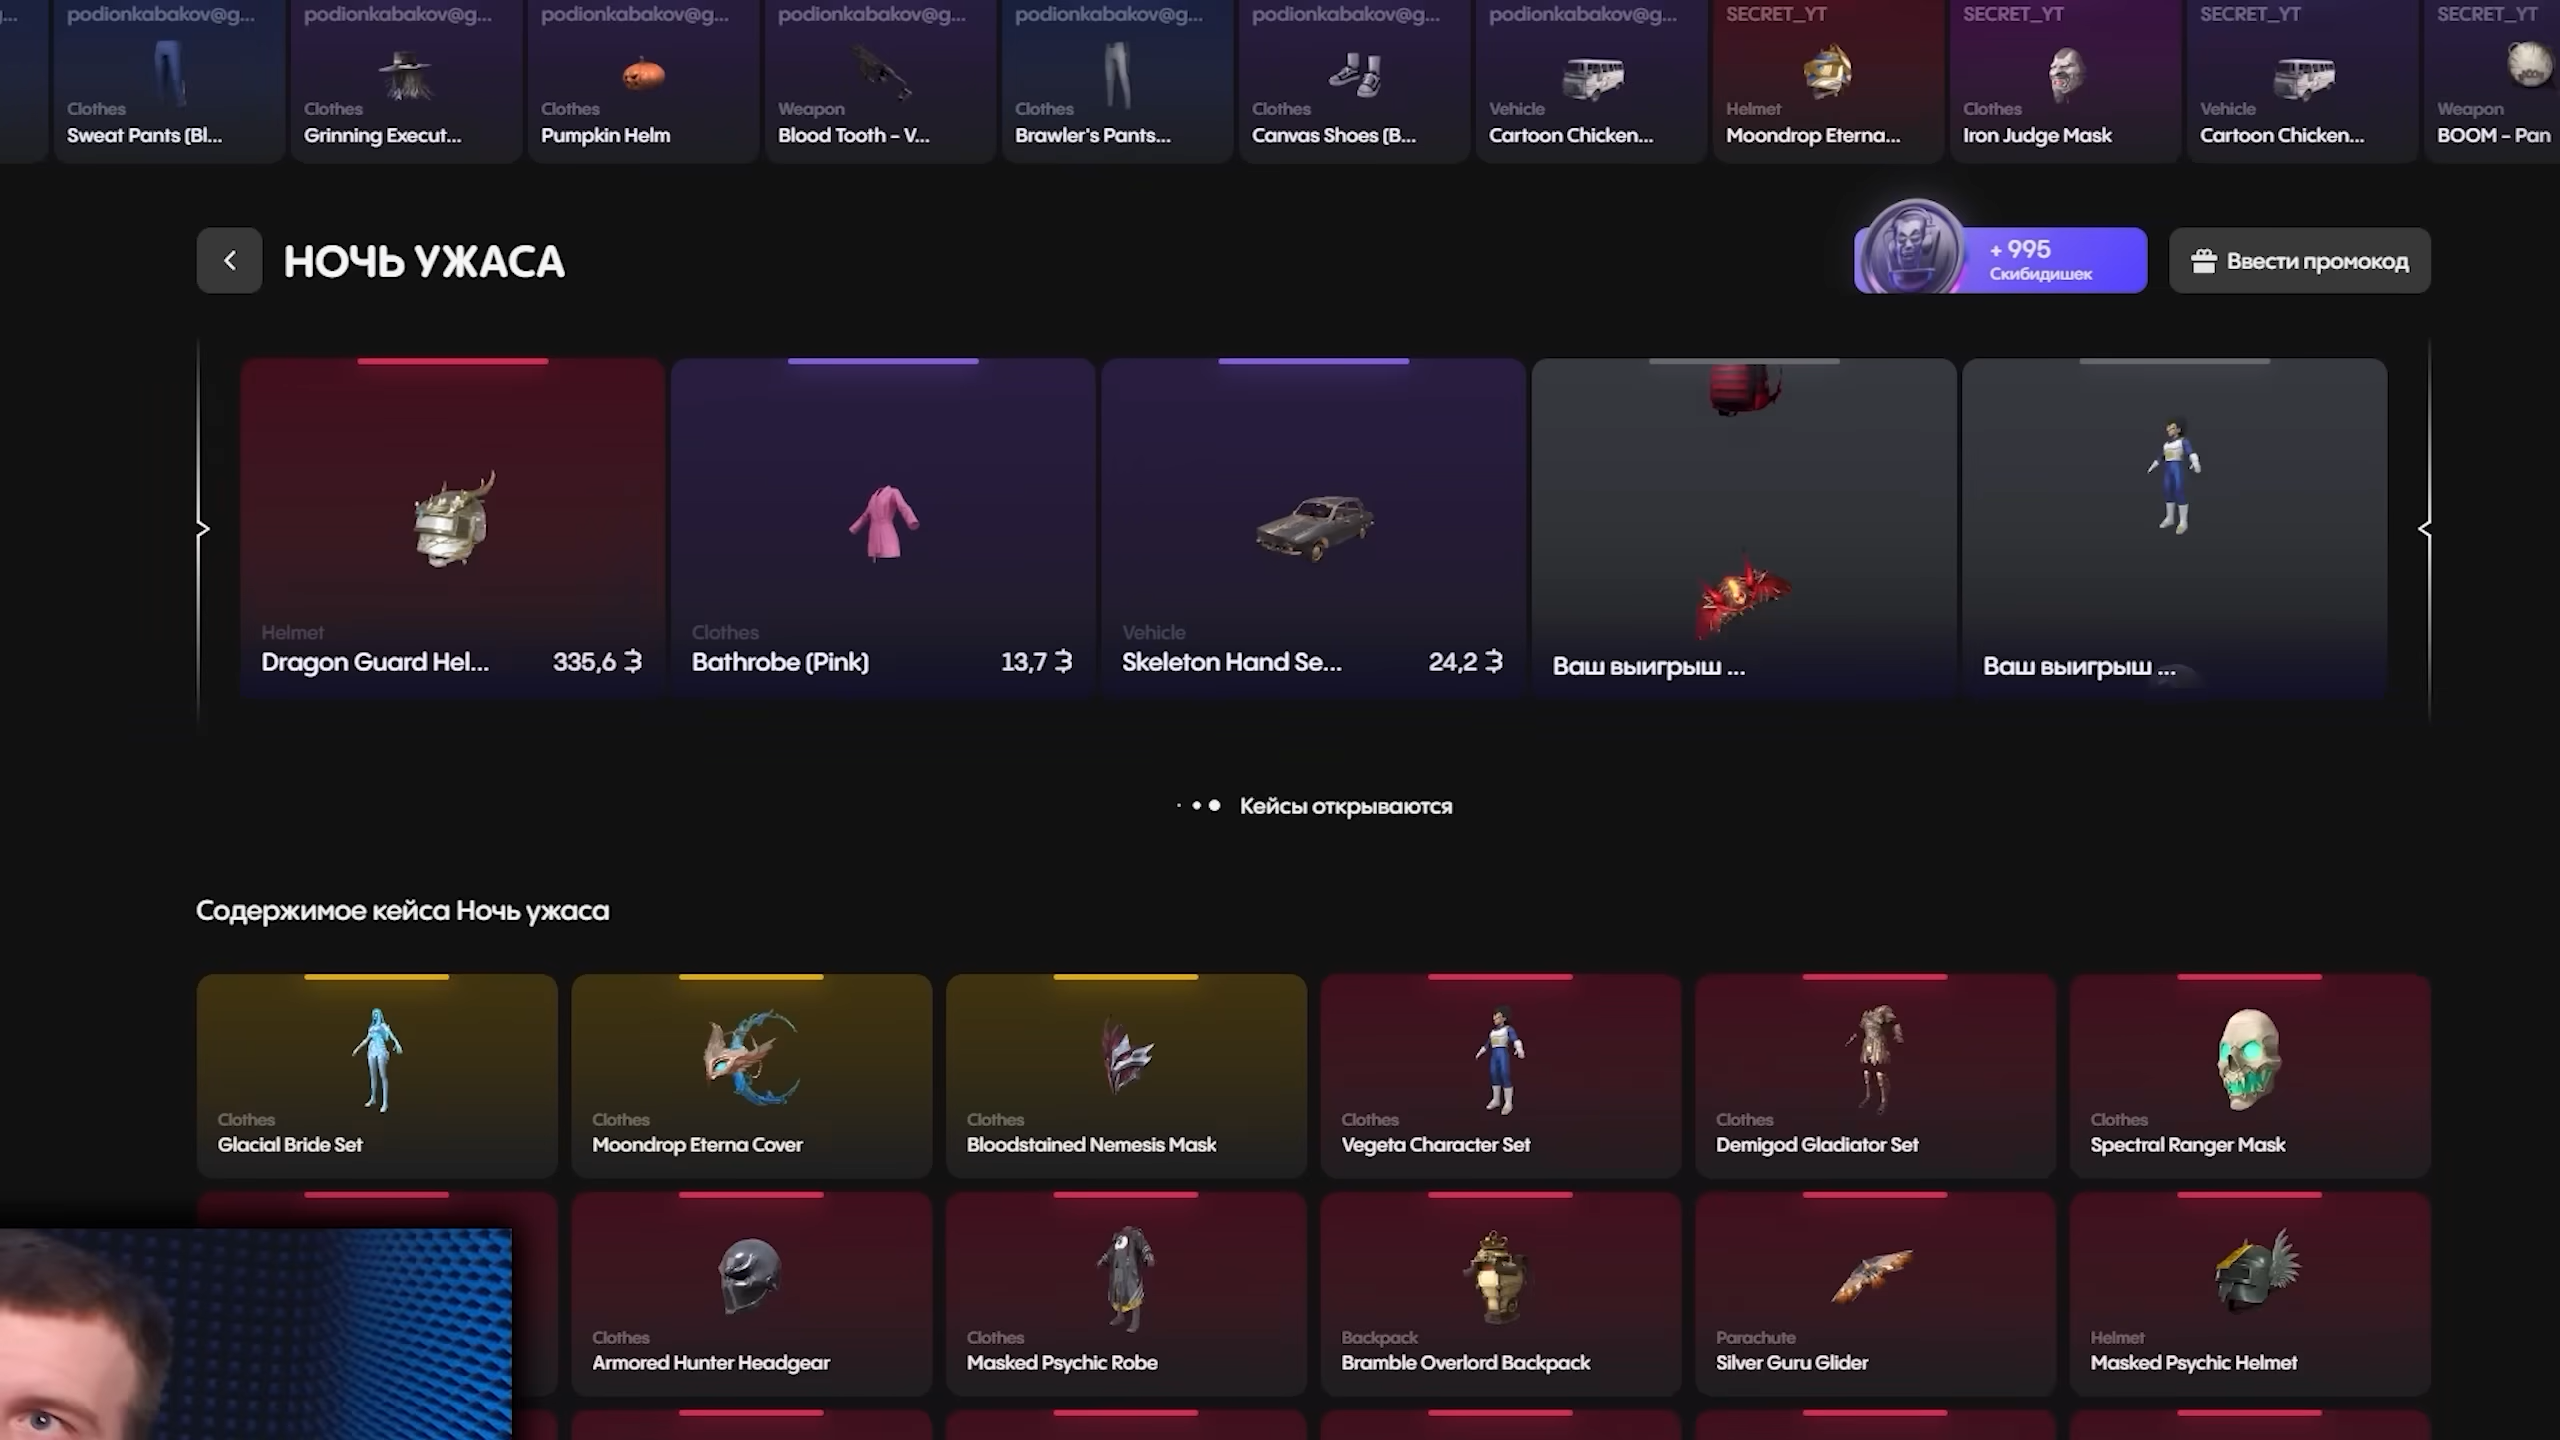 podionkabakov@g...
podionkabakov@g...
podionkabakov@g...
podionkabakov@g...
podionkabakov@g...
podionkabakov@g...
podionkabakov@g...
SECRET_YT
SECRET_YT
SECRET_YT
SECRET_YT
Clothes
Clothes
Clothes
Weapon
Clothes
Clothes
Vehicle
Helmet
Clothes
Vehicle
Weapon
Sweat Pants (Bl...
Grinning Execut...
Pumpkin Helm
Blood Tooth - V...
Brawler's Pants...
Canvas Shoes (B...
Cartoon Chicken...
Moondrop Eterna...
Iron Judge Mask
Cartoon Chicken...
BOOM - Pan
НОЧЬ УЖАСА
+ 995
Скибидишек
Ввести промокод
Helmet
Dragon Guard Hel...
335,6
Clothes
Bathrobe (Pink)
13,7
Vehicle
Skeleton Hand Se...
24,2
Ваш выигрыш ...
Ваш выигрыш ...
Кейсы открываются
Содержимое кейса Ночь ужаса
Clothes
Glacial Bride Set
Clothes
Moondrop Eterna Cover
Clothes
Bloodstained Nemesis Mask
Clothes
Vegeta Character Set
Clothes
Demigod Gladiator Set
Clothes
Spectral Ranger Mask
Clothes
Armored Hunter Headgear
Clothes
Masked Psychic Robe
Backpack
Bramble Overlord Backpack
Parachute
Silver Guru Glider
Helmet
Masked Psychic Helmet